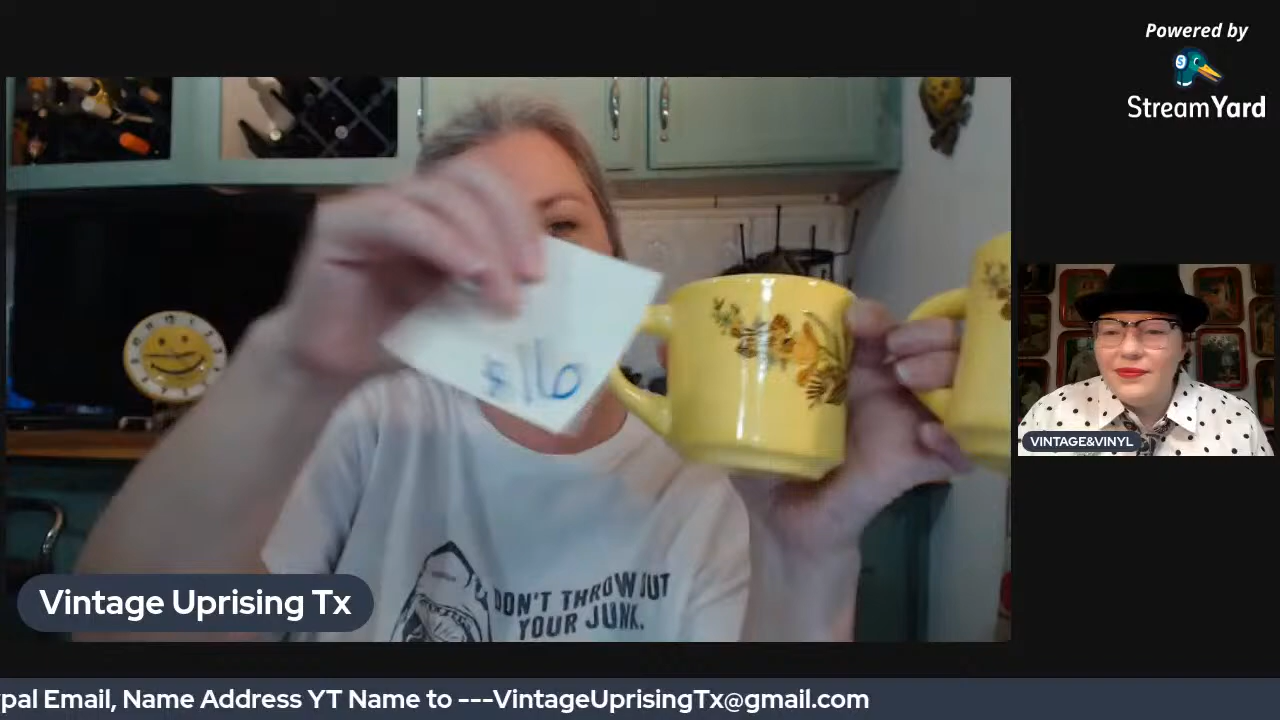 Powered by
S
StreamYard
$16
VINTAGE&VINYL
DON'T THROW OUT
YOUR JUNK.
Vintage Uprising Tx
pal Email, Name Address YT Name to ---VintageUprisingTx@gmail.com